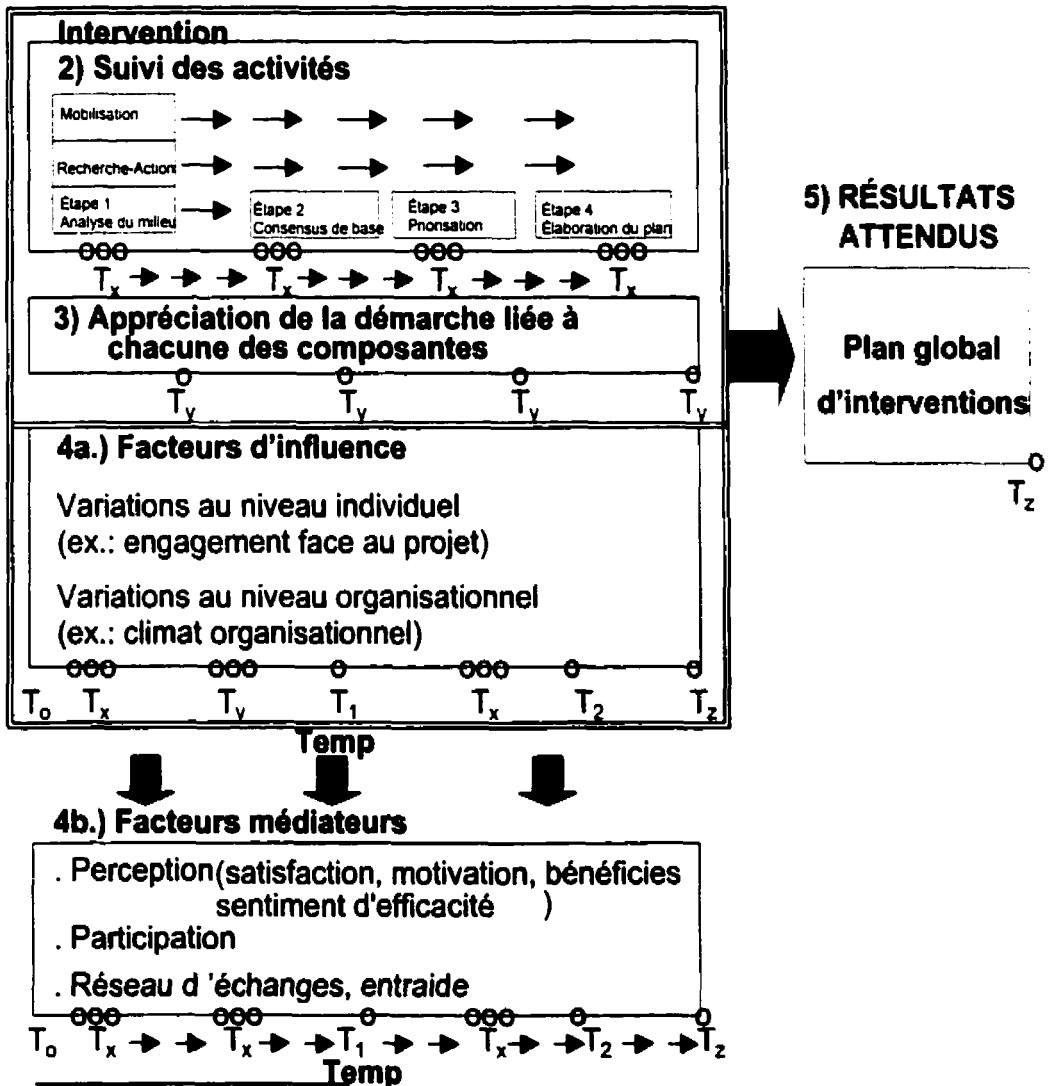 Intervention
2) Suivi des activités
Mobilisation
Recherche-Action
Étape 1
Analyse du milieu
Étape 2
Consensus de base
Étape 3
Priorisation
Étape 4
Élaboration du plan
Tx Tx Tx Tx
3) Appréciation de la démarche liée à
chacune des composantes
Ty Ty Ty Ty
4a.) Facteurs d'influence
Variations au niveau individuel
(ex.: engagement face au projet)
Variations au niveau organisationnel
(ex.: climat organisationnel)
To Tx Ty T1 Tx T2 Tz
Temp
5) RÉSULTATS
ATTENDUS
Plan global
d'interventions
Tz
4b.) Facteurs médiateurs
. Perception (satisfaction, motivation, bénéficies
sentiment d'efficacité )
. Participation
. Réseau d 'échanges, entraide
To Tx Tx T1 Tx T2 Tz
Temp